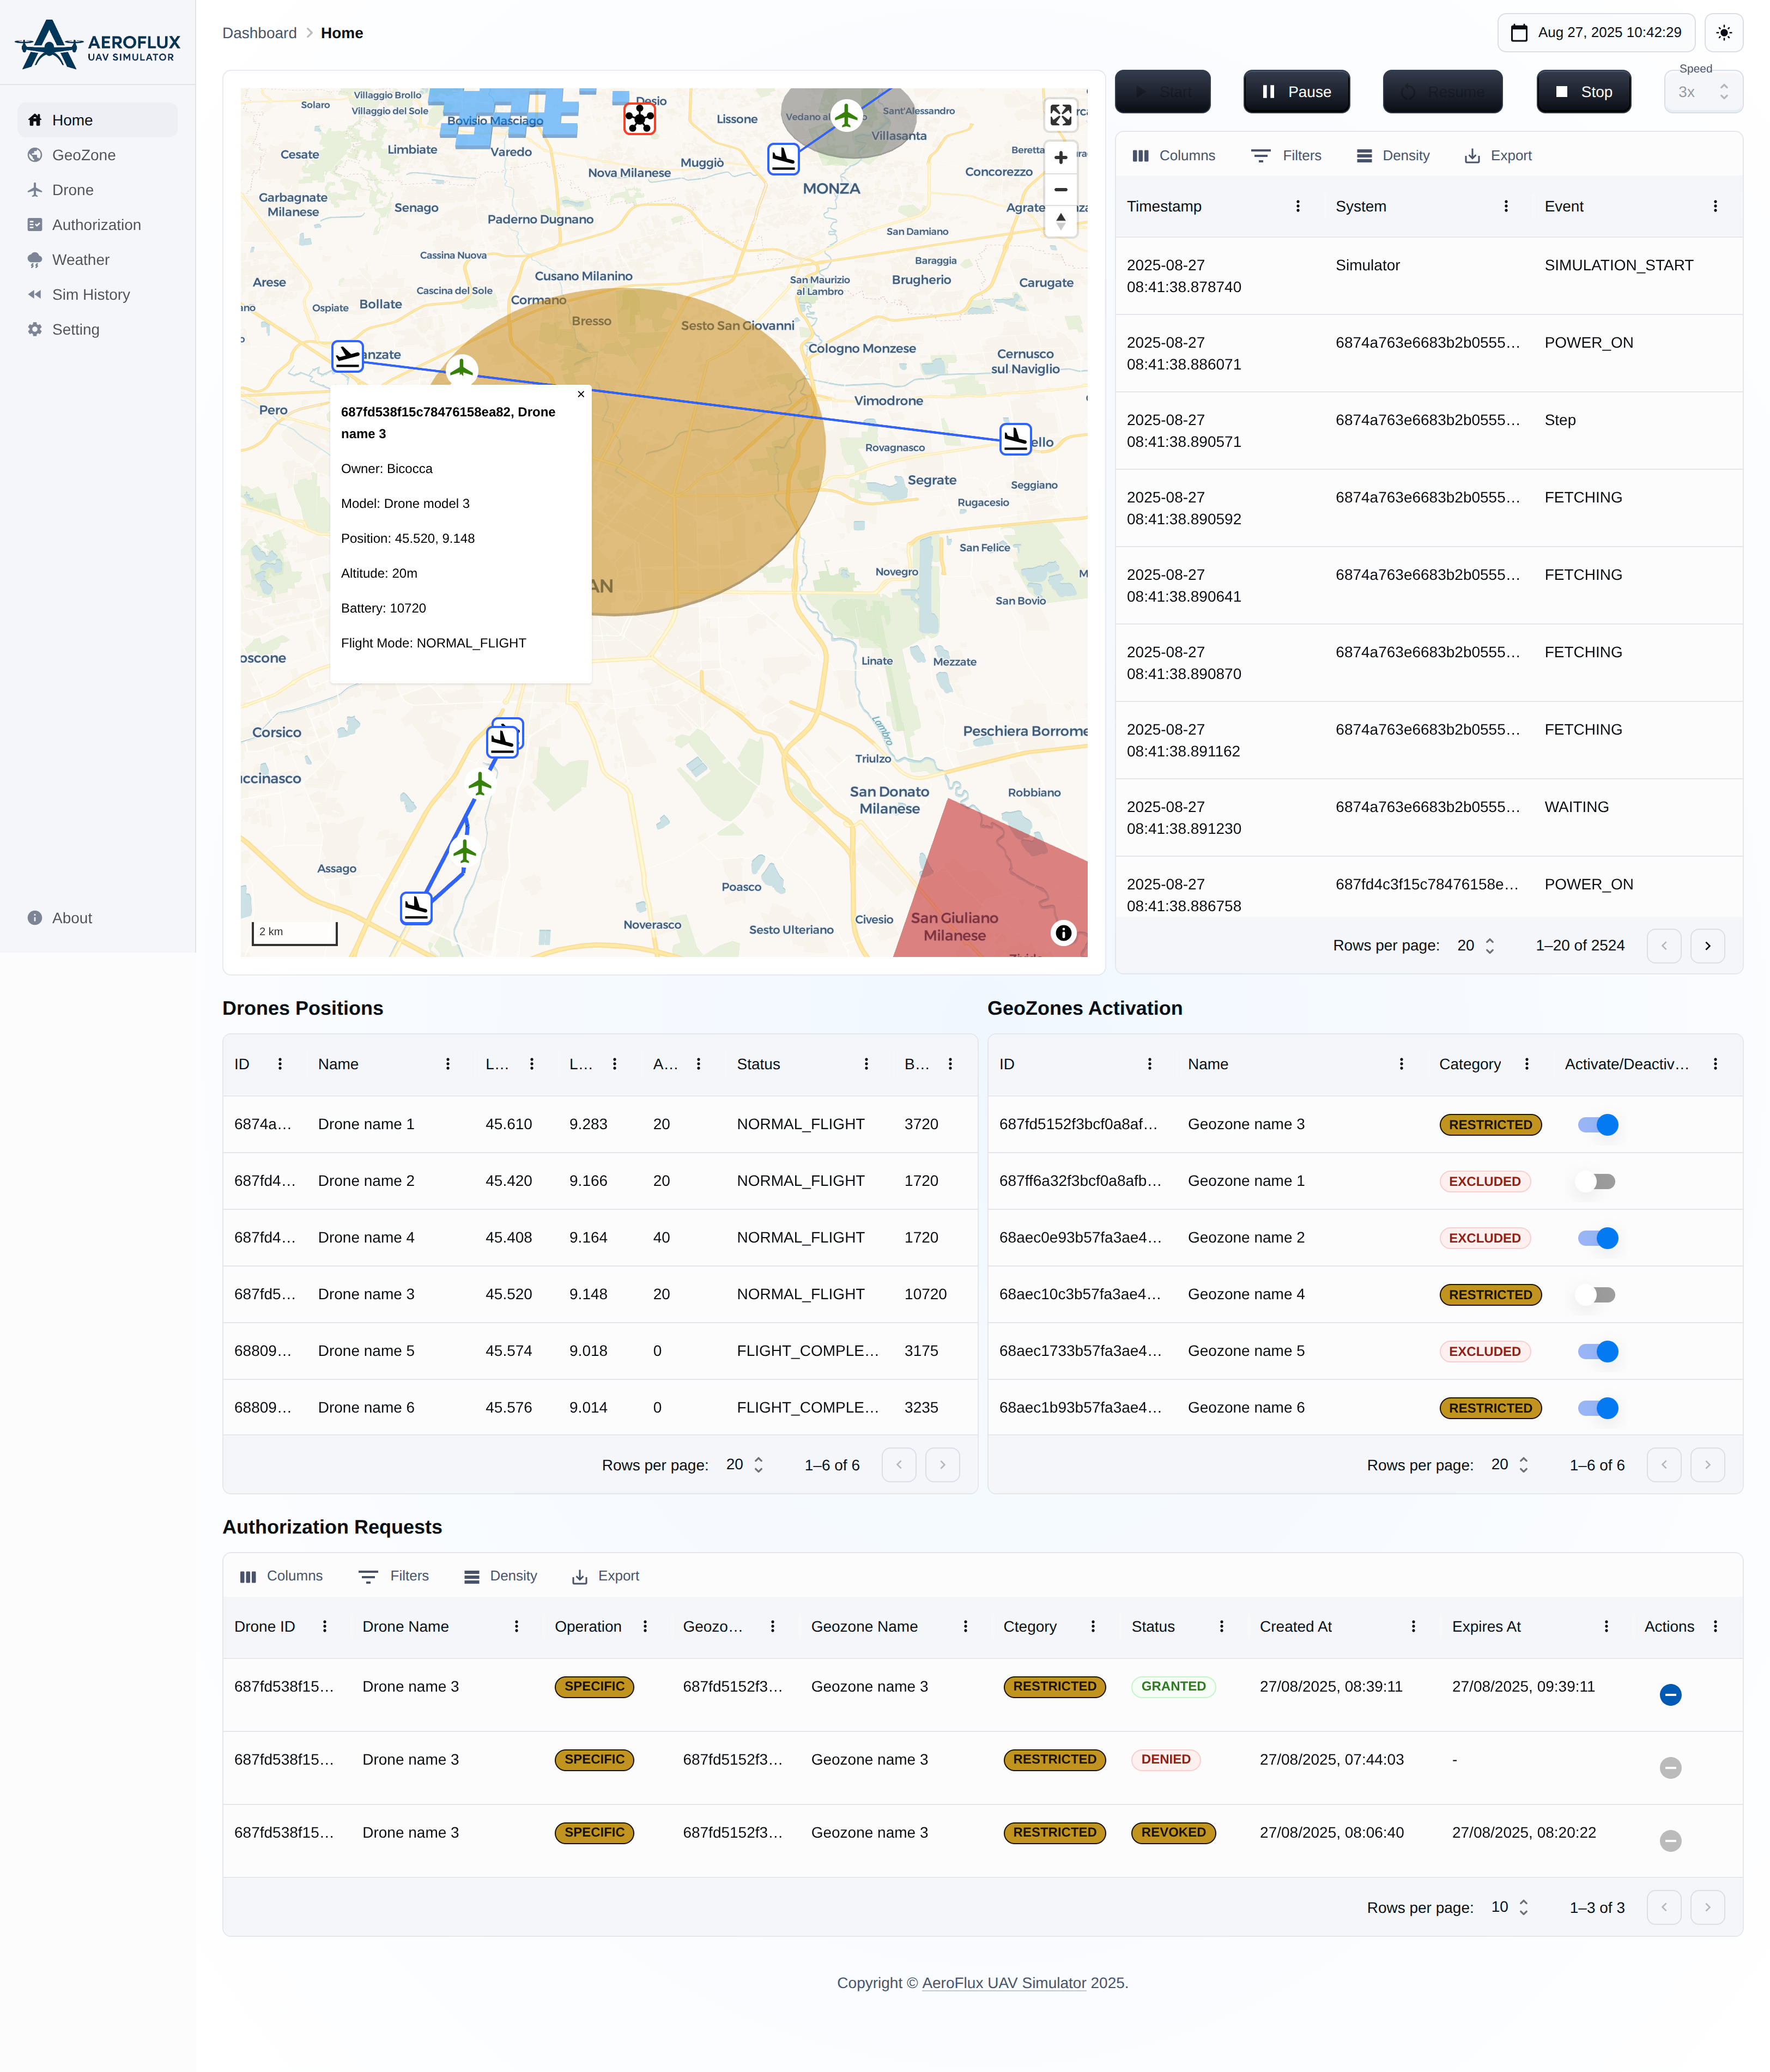 AEROFLUX
UAV SIMULATOR
Home
GeoZone
Drone
Authorization
Weather
Sim History
Setting
About
Dashboard > Home
Aug 27, 2025 10:42:29
Start
Pause
Resume
Stop
Speed
3x
Villaggio Brollo
Solaro
Villaggio del Sole
Bovisio Masciago
Desio
Lissone
Vedano al
Sant'Alessandro
Villasanta
Cesate
Limbiate
Varedo
Muggiò
Nova Milanese
Beretta
Concorezzo
MONZA
Garbagnate
Milanese
Senago
Paderno Dugnano
Agrate
San Damiano
Cassina Nuova
Baraggia
Arese
Cusano Milanino
San Maurizio
al Lambro
Brugherio
Carugate
Cascina del Sole
Cormano
Ospiate
Bollate
Bresso
Sesto San Giovanni
Cologno Monzese
Cernusco
sul Naviglio
anzate
Pero
Vimodrone
ello
Rovagnasco
Segrate
Seggiano
Rugacesio
San Felice
Novegro
San Bovio
AN
687fd538f15c78476158ea82, Drone
name 3
Owner: Bicocca
Model: Drone model 3
Position: 45.520, 9.148
Altitude: 20m
Battery: 10720
Flight Mode: NORMAL_FLIGHT
oscone
Linate
Mezzate
Corsico
Lambro
Peschiera Borrome
Triulzo
uccinasco
San Donato
Milanese
Robbiano
Assago
Poasco
Civesio
San Giuliano
Milanese
Noverasco
Sesto Ulteriano
2 km
Columns
Filters
Density
Export
Timestamp System Event
2025-08-27
08:41:38.878740 Simulator SIMULATION_START
2025-08-27
08:41:38.886071 6874a763e6683b2b0555… POWER_ON
2025-08-27
08:41:38.890571 6874a763e6683b2b0555… Step
2025-08-27
08:41:38.890592 6874a763e6683b2b0555… FETCHING
2025-08-27
08:41:38.890641 6874a763e6683b2b0555… FETCHING
2025-08-27
08:41:38.890870 6874a763e6683b2b0555… FETCHING
2025-08-27
08:41:38.891162 6874a763e6683b2b0555… FETCHING
2025-08-27
08:41:38.891230 6874a763e6683b2b0555… WAITING
2025-08-27
08:41:38.886758 687fd4c3f15c78476158e… POWER_ON
Rows per page: 20 1–20 of 2524
Drones Positions
ID Name L… L… A… Status B…
6874a… Drone name 1 45.610 9.283 20 NORMAL_FLIGHT 3720
687fd4… Drone name 2 45.420 9.166 20 NORMAL_FLIGHT 1720
687fd4… Drone name 4 45.408 9.164 40 NORMAL_FLIGHT 1720
687fd5… Drone name 3 45.520 9.148 20 NORMAL_FLIGHT 10720
68809… Drone name 5 45.574 9.018 0 FLIGHT_COMPLE… 3175
68809… Drone name 6 45.576 9.014 0 FLIGHT_COMPLE… 3235
Rows per page: 20 1–6 of 6
GeoZones Activation
ID Name Category Activate/Deactiv…
687fd5152f3bcf0a8af… Geozone name 3 RESTRICTED
687ff6a32f3bcf0a8afb… Geozone name 1 EXCLUDED
68aec0e93b57fa3ae4… Geozone name 2 EXCLUDED
68aec10c3b57fa3ae4… Geozone name 4 RESTRICTED
68aec1733b57fa3ae4… Geozone name 5 EXCLUDED
68aec1b93b57fa3ae4… Geozone name 6 RESTRICTED
Rows per page: 20 1–6 of 6
Authorization Requests
Columns Filters Density Export
Drone ID Drone Name Operation Geozo… Geozone Name Ctegory Status Created At Expires At Actions
687fd538f15… Drone name 3 SPECIFIC 687fd5152f3… Geozone name 3 RESTRICTED GRANTED 27/08/2025, 08:39:11 27/08/2025, 09:39:11
687fd538f15… Drone name 3 SPECIFIC 687fd5152f3… Geozone name 3 RESTRICTED DENIED 27/08/2025, 07:44:03 -
687fd538f15… Drone name 3 SPECIFIC 687fd5152f3… Geozone name 3 RESTRICTED REVOKED 27/08/2025, 08:06:40 27/08/2025, 08:20:22
Rows per page: 10 1–3 of 3
Copyright © AeroFlux UAV Simulator 2025.